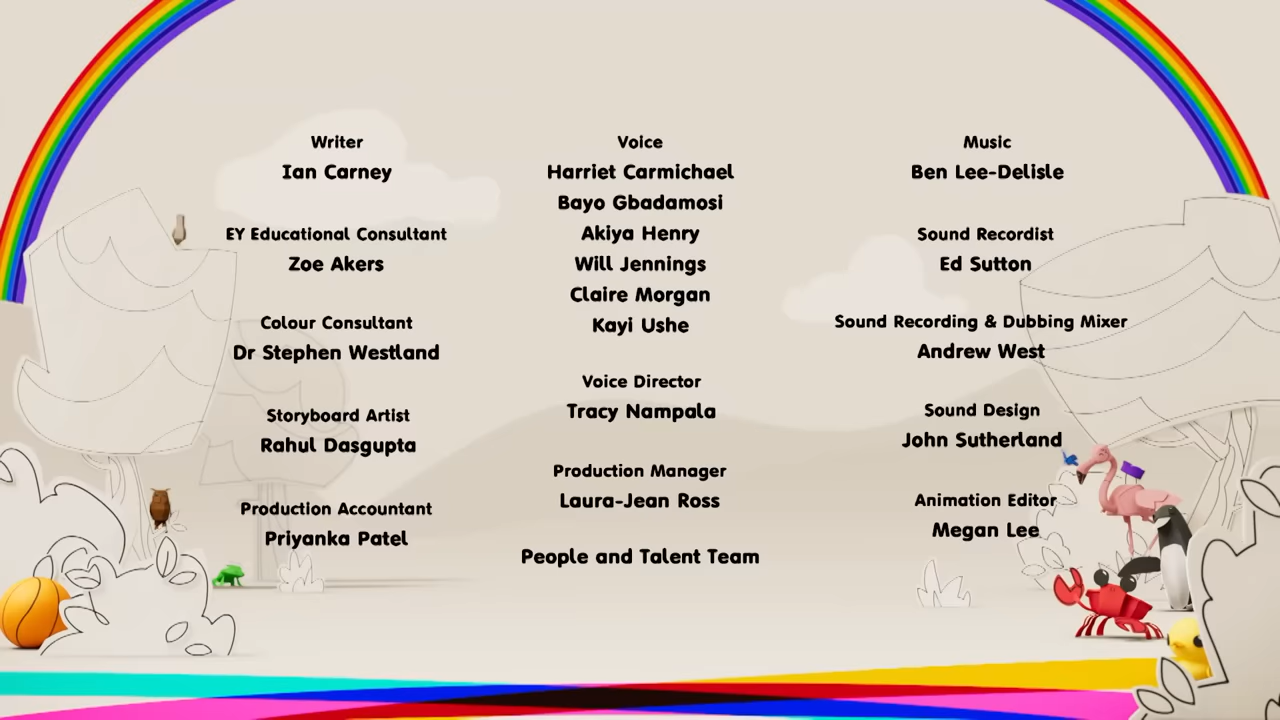 Writer
Ian Carney
EY Educational Consultant
Zoe Akers
Colour Consultant
Dr Stephen Westland
Storyboard Artist
Rahul Dasgupta
Production Accountant
Priyanka Patel
Voice
Harriet Carmichael
Bayo Gbadamosi
Akiya Henry
Will Jennings
Claire Morgan
Kayi Ushe
Voice Director
Tracy Nampala
Production Manager
Laura-Jean Ross
People and Talent Team
Music
Ben Lee-Delisle
Sound Recordist
Ed Sutton
Sound Recording & Dubbing Mixer
Andrew West
Sound Design
John Sutherland
Animation Editor
Megan Lee